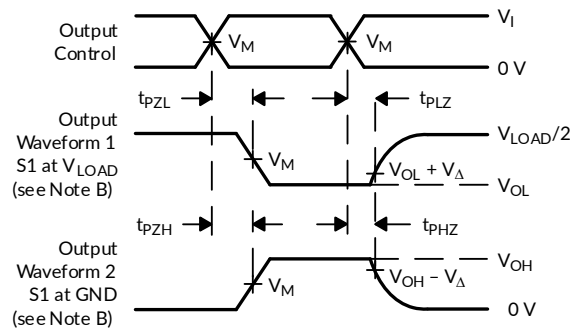 Output
Control
V_M
V_M
V_I
0 V
t_PZL
t_PLZ
Output
Waveform 1
S1 at V_LOAD
(see Note B)
V_M
V_OL + V_Δ
V_LOAD/2
V_OL
t_PZH
t_PHZ
Output
Waveform 2
S1 at GND
(see Note B)
V_M
V_OH − V_Δ
V_OH
0 V